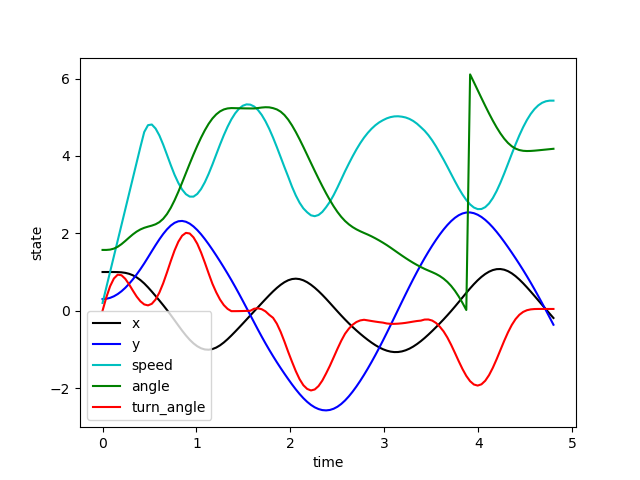 6
4
2
0
−2
state
x
y
speed
angle
turn_angle
0 1 2 3 4 5
time